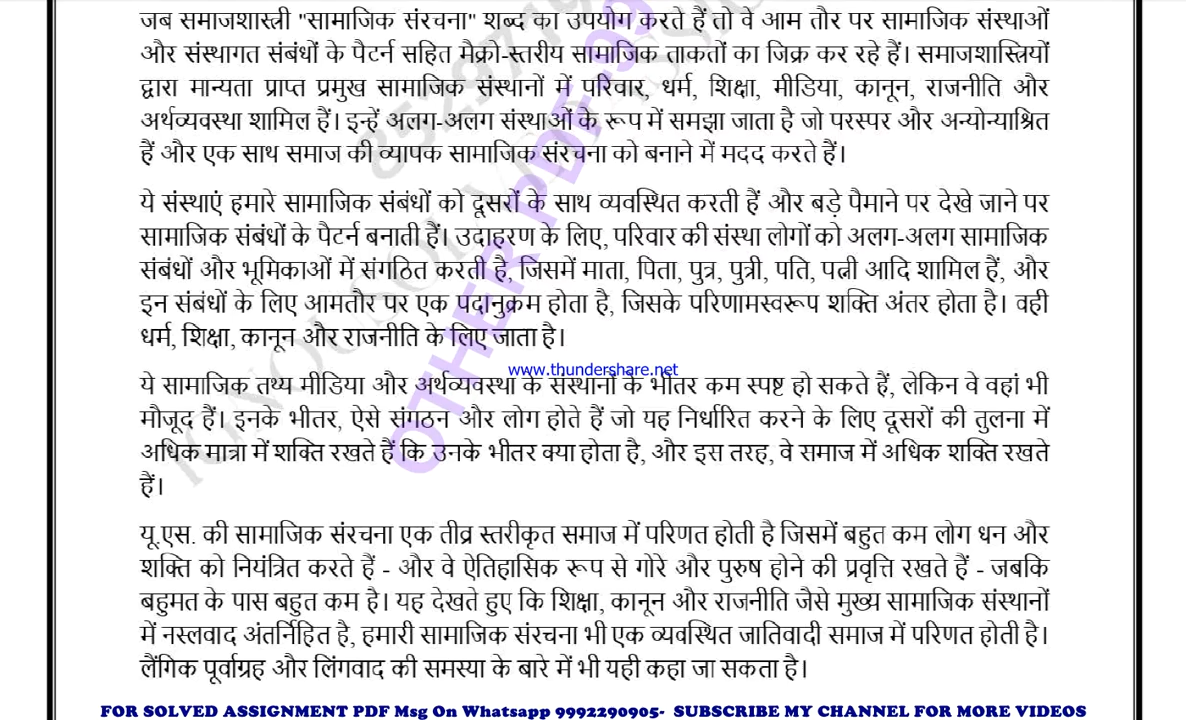 जब समाजशास्त्री "सामाजिक संरचना" शब्द का उपयोग करते हैं तो वे आम तौर पर सामाजिक संस्थाओं
और संस्थागत संबंधों के पैटर्न सहित मैक्रो-स्तरीय सामाजिक ताकतों का जिक्र कर रहे हैं। समाजशास्त्रियों
द्वारा मान्यता प्राप्त प्रमुख सामाजिक संस्थानों में परिवार, धर्म, शिक्षा, मीडिया, कानून, राजनीति और
अर्थव्यवस्था शामिल हैं। इन्हें अलग-अलग संस्थाओं के रूप में समझा जाता है जो परस्पर और अन्योन्याश्रित
हैं और एक साथ समाज की व्यापक सामाजिक संरचना को बनाने में मदद करते हैं।
ये संस्थाएं हमारे सामाजिक संबंधों को दूसरों के साथ व्यवस्थित करती हैं और बड़े पैमाने पर देखे जाने पर
सामाजिक संबंधों के पैटर्न बनाती हैं। उदाहरण के लिए, परिवार की संस्था लोगों को अलग-अलग सामाजिक
संबंधों और भूमिकाओं में संगठित करती है, जिसमें माता, पिता, पुत्र, पुत्री, पति, पत्नी आदि शामिल हैं, और
इन संबंधों के लिए आमतौर पर एक पदानुक्रम होता है, जिसके परिणामस्वरूप शक्ति अंतर होता है। वही
धर्म, शिक्षा, कानून और राजनीति के लिए जाता है।
www.thundershare.net
ये सामाजिक तथ्य मीडिया और अर्थव्यवस्था के संस्थानों के भीतर कम स्पष्ट हो सकते हैं, लेकिन वे वहां भी
मौजूद हैं। इनके भीतर, ऐसे संगठन और लोग होते हैं जो यह निर्धारित करने के लिए दूसरों की तुलना में
अधिक मात्रा में शक्ति रखते हैं कि उनके भीतर क्या होता है, और इस तरह, वे समाज में अधिक शक्ति रखते
हैं।
यू.एस. की सामाजिक संरचना एक तीव्र स्तरीकृत समाज में परिणत होती है जिसमें बहुत कम लोग धन और
शक्ति को नियंत्रित करते हैं - और वे ऐतिहासिक रूप से गोरे और पुरुष होने की प्रवृत्ति रखते हैं - जबकि
बहुमत के पास बहुत कम है। यह देखते हुए कि शिक्षा, कानून और राजनीति जैसे मुख्य सामाजिक संस्थानों
में नस्लवाद अंतर्निहित है, हमारी सामाजिक संरचना भी एक व्यवस्थित जातिवादी समाज में परिणत होती है।
लैंगिक पूर्वाग्रह और लिंगवाद की समस्या के बारे में भी यही कहा जा सकता है।
OTHER PDF
FOR SOLVED ASSIGNMENT PDF Msg On Whatsapp 9992290905- SUBSCRIBE MY CHANNEL FOR MORE VIDEOS